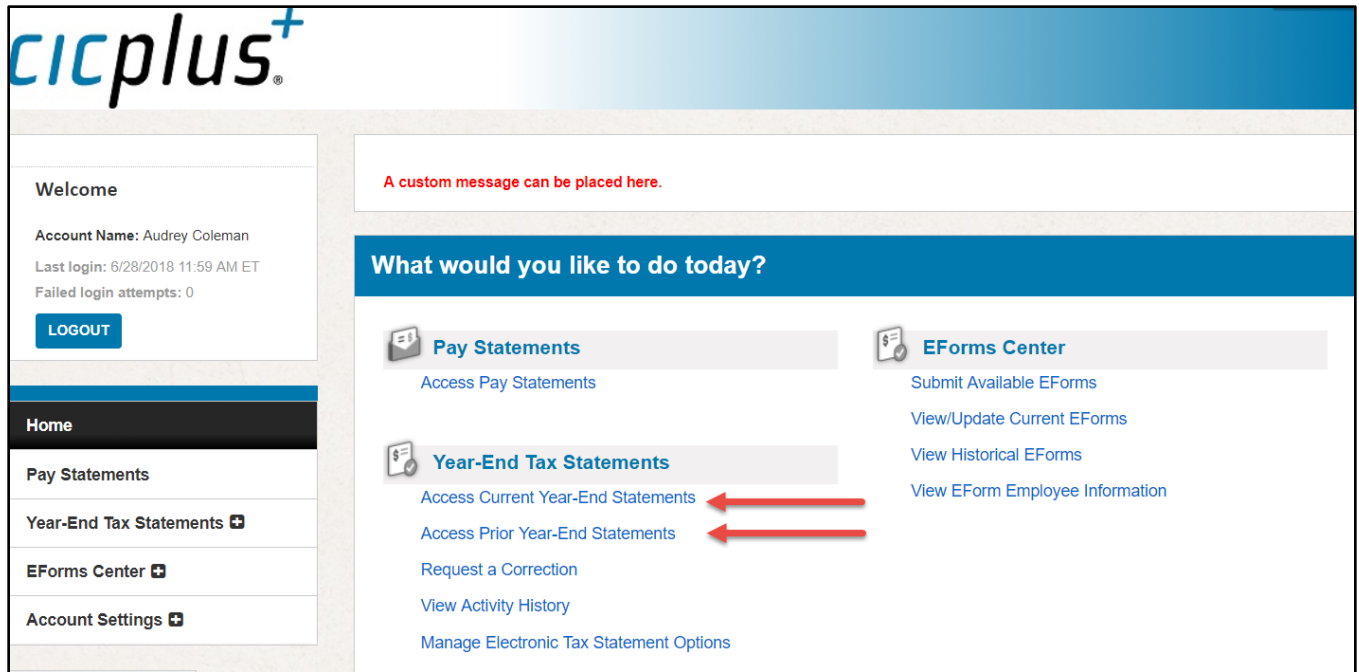 cicplus+®
Welcome
Account Name: Audrey Coleman
Last login: 6/28/2018 11:59 AM ET
Failed login attempts: 0
LOGOUT
Home
Pay Statements
Year-End Tax Statements
EForms Center
Account Settings
A custom message can be placed here.
What would you like to do today?
Pay Statements
Access Pay Statements
Year-End Tax Statements
Access Current Year-End Statements
Access Prior Year-End Statements
Request a Correction
View Activity History
Manage Electronic Tax Statement Options
EForms Center
Submit Available EForms
View/Update Current EForms
View Historical EForms
View EForm Employee Information